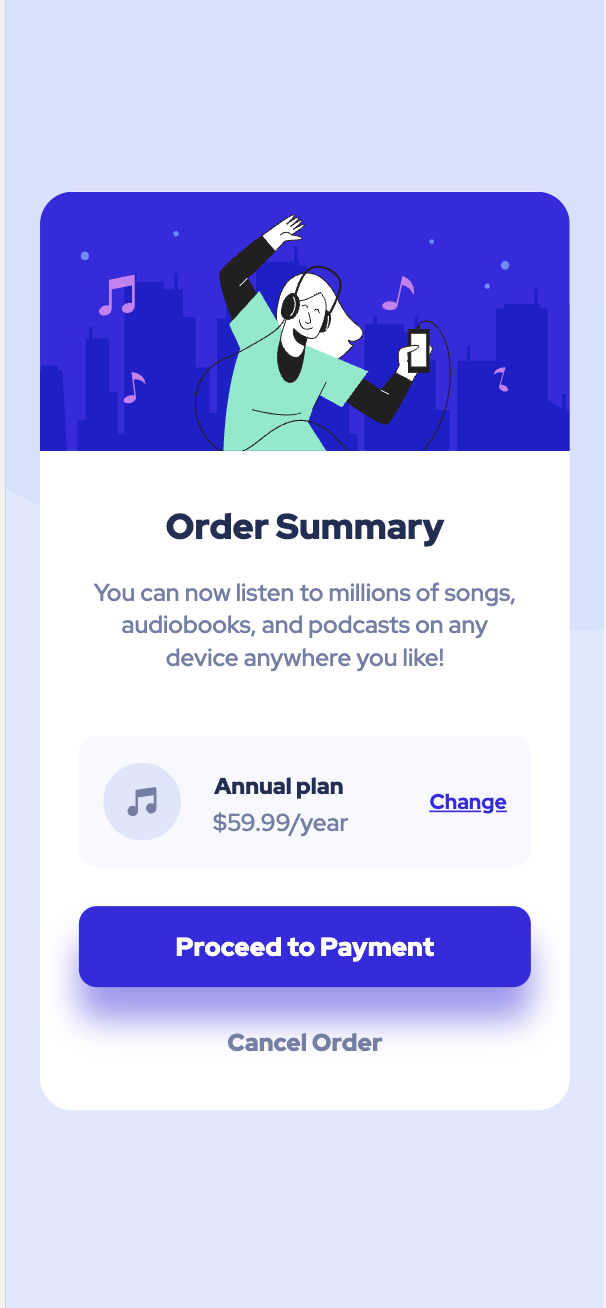 Order Summary
You can now listen to millions of songs,
audiobooks, and podcasts on any
device anywhere you like!
Annual plan
$59.99/year
Change
Proceed to Payment
Cancel Order